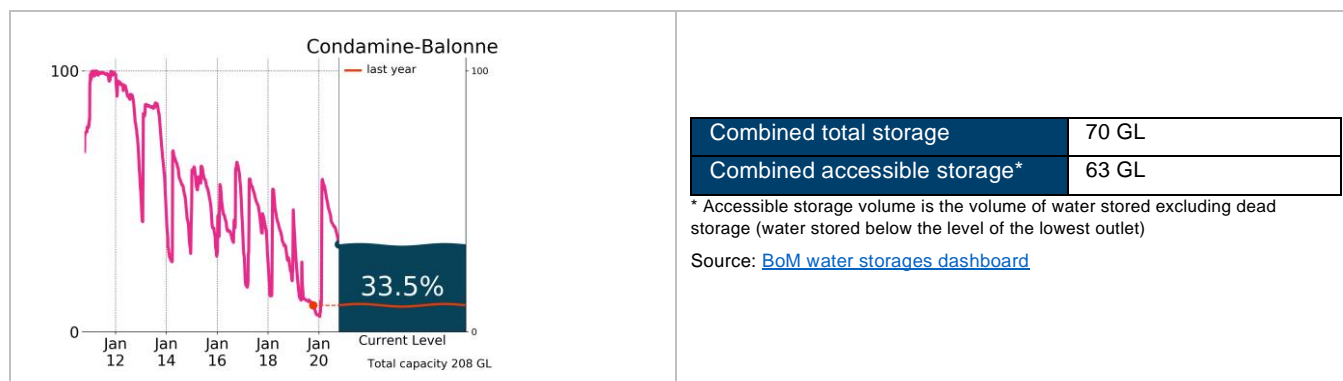 Condamine-Balonne
last year
100
100
33.5%
0
0
Jan Jan Jan Jan Jan
12 14 16 18 20
Current Level
Total capacity 208 GL
Combined total storage 70 GL
Combined accessible storage* 63 GL
* Accessible storage volume is the volume of water stored excluding dead
storage (water stored below the level of the lowest outlet)
Source: BoM water storages dashboard